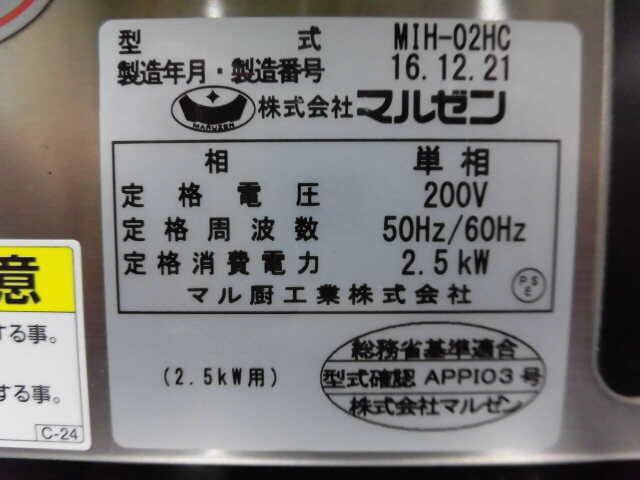 型式 MIH-02HC
製造年月・製造番号 16.12.21
MARUZEN 株式会社マルゼン
相 単相
定格電圧 200V
定格周波数 50Hz/60Hz
定格消費電力 2.5kW
マル厨工業株式会社
PS
E
(2.5kW用)
総務省基準適合
型式確認 APPI03号
株式会社マルゼン
意
する事。
する事。
C-24